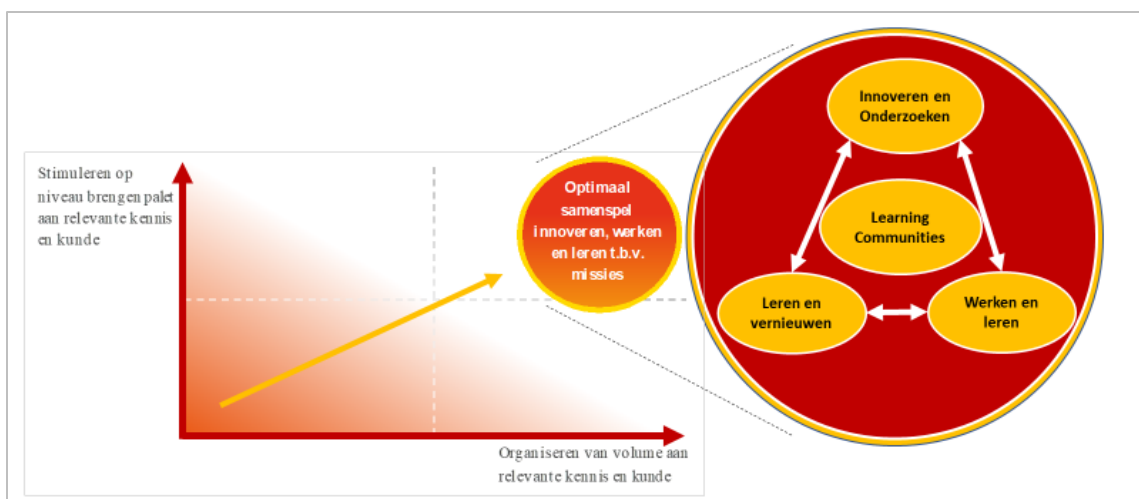 Stimuleren op
niveau brengen palet
aan relevante kennis
en kunde
Optimaal
samenspel
innoveren, werken
en leren t.b.v.
missies
Innoveren en
Onderzoeken
Learning
Communities
Leren en
vernieuwen
Werken en
leren
Organiseren van volume aan
relevante kennis en kunde